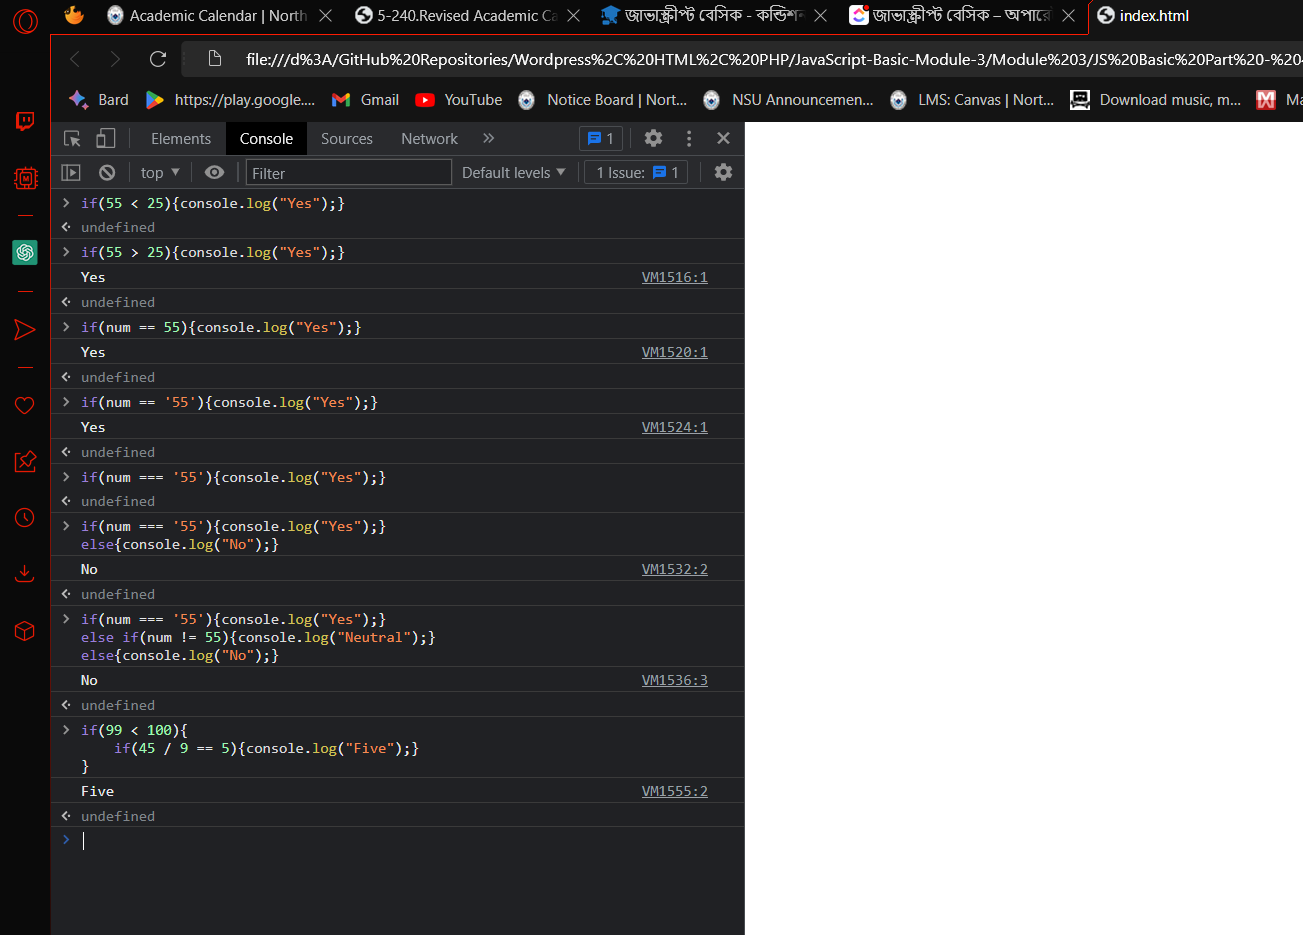 Academic Calendar | North
5-240.Revised Academic Ca
জাভাস্ক্রীপ্ট বেসিক - কন্ডিশন
জাভাস্ক্রীপ্ট বেসিক – অপারে
index.html
file:///d%3A/GitHub%20Repositories/Wordpress%2C%20HTML%2C%20PHP/JavaScript-Basic-Module-3/Module%203/JS%20Basic%20Part%20-%20
Bard
https://play.google....
Gmail
YouTube
Notice Board | Nort...
NSU Announcemen...
LMS: Canvas | Nort...
Download music, m...
Ma
Elements
Console
Sources
Network
1
top
Filter
Default levels
1 Issue:
1
if(55 < 25){console.log("Yes");}
undefined
if(55 > 25){console.log("Yes");}
Yes VM1516:1
undefined
if(num == 55){console.log("Yes");}
Yes VM1520:1
undefined
if(num == '55'){console.log("Yes");}
Yes VM1524:1
undefined
if(num === '55'){console.log("Yes");}
undefined
if(num === '55'){console.log("Yes");}
else{console.log("No");}
No VM1532:2
undefined
if(num === '55'){console.log("Yes");}
else if(num != 55){console.log("Neutral");}
else{console.log("No");}
No VM1536:3
undefined
if(99 < 100){
if(45 / 9 == 5){console.log("Five");}
}
Five VM1555:2
undefined